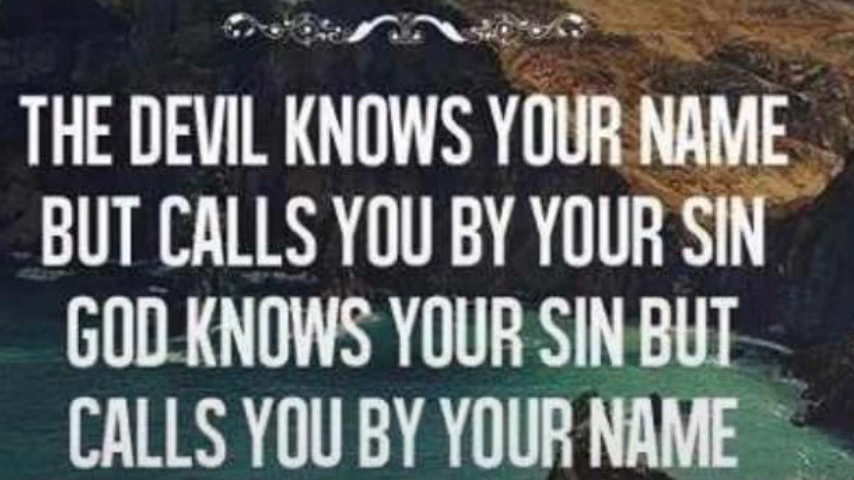 THE DEVIL KNOWS YOUR NAME
BUT CALLS YOU BY YOUR SIN
GOD KNOWS YOUR SIN BUT
CALLS YOU BY YOUR NAME